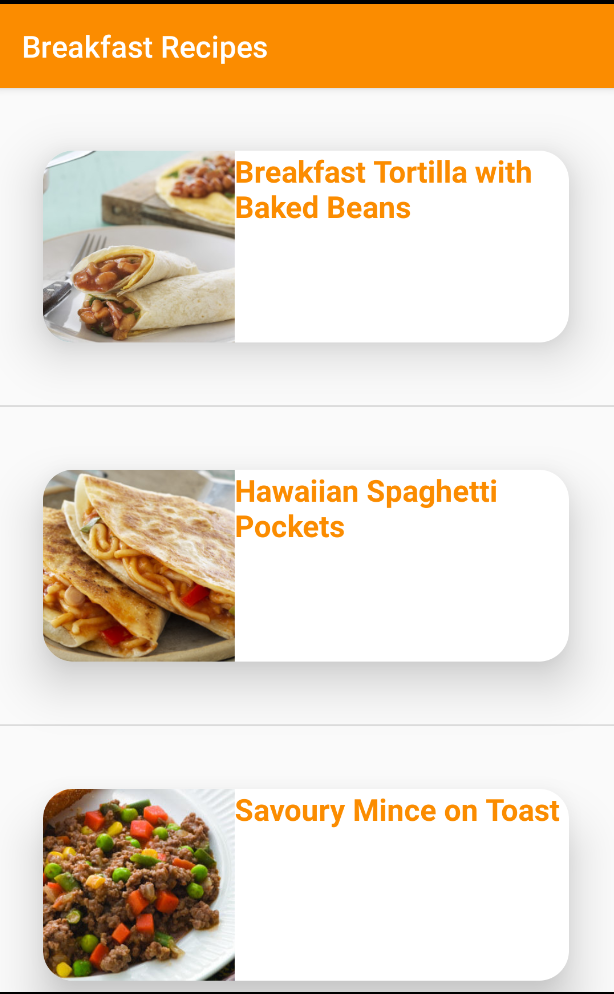 Breakfast Recipes
Breakfast Tortilla with
Baked Beans
Hawaiian Spaghetti
Pockets
Savoury Mince on Toast